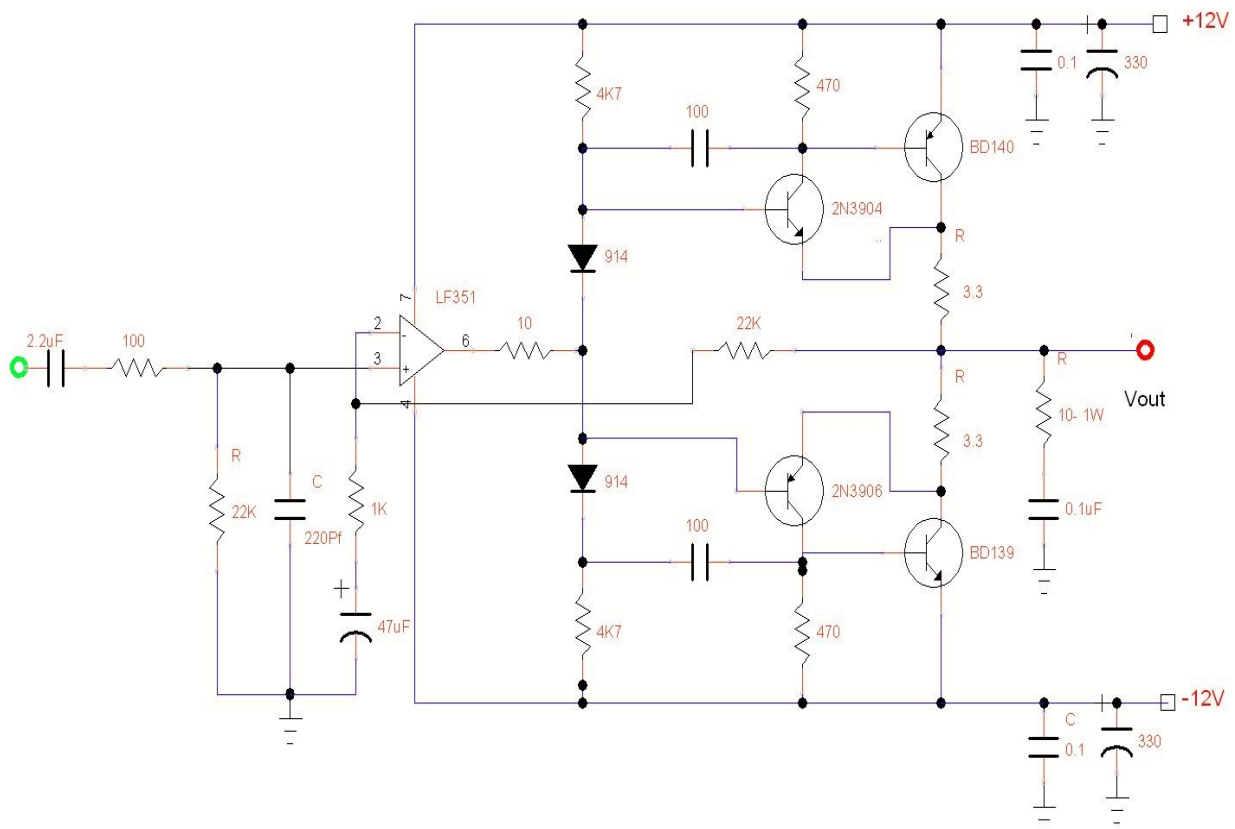 +12V
0.1
330
4K7
470
100
BD140
2N3904
..
R
914
3.3
7
LF351
2
-
6
10
22K
2.2uF
100
3
+
4
R
10- 1W
Vout
R
3.3
914
2N3906
R
22K
C
220Pf
1K
100
BD139
0.1uF
+
47uF
4K7
470
-12V
C
0.1
330